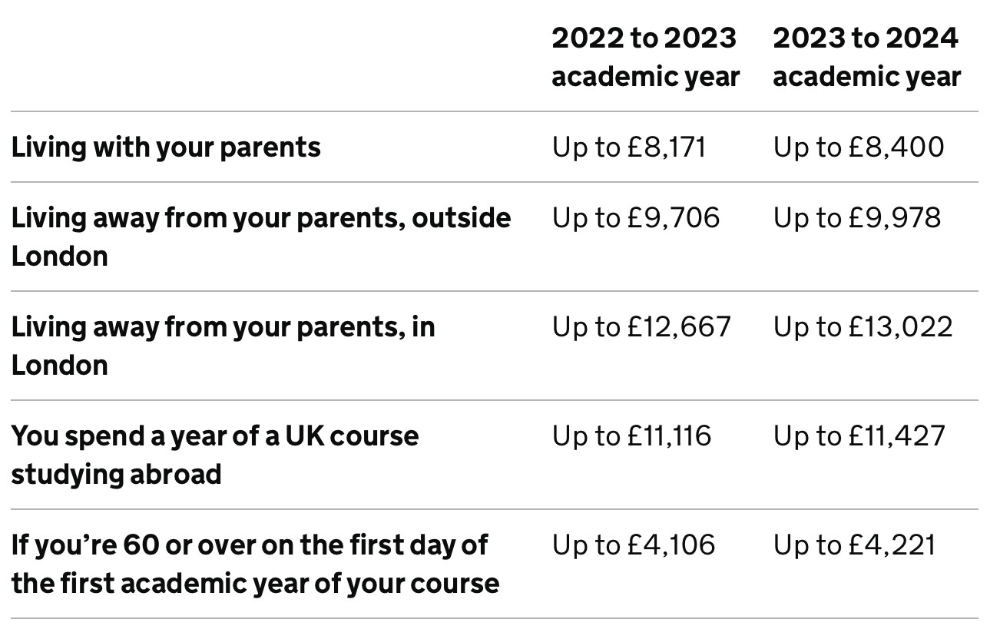 2022 to 2023 2023 to 2024
academic year academic year
Living with your parents Up to £8,171 Up to £8,400
Living away from your parents, outside Up to £9,706 Up to £9,978
London
Living away from your parents, in Up to £12,667 Up to £13,022
London
You spend a year of a UK course Up to £11,116 Up to £11,427
studying abroad
If you’re 60 or over on the first day of Up to £4,106 Up to £4,221
the first academic year of your course